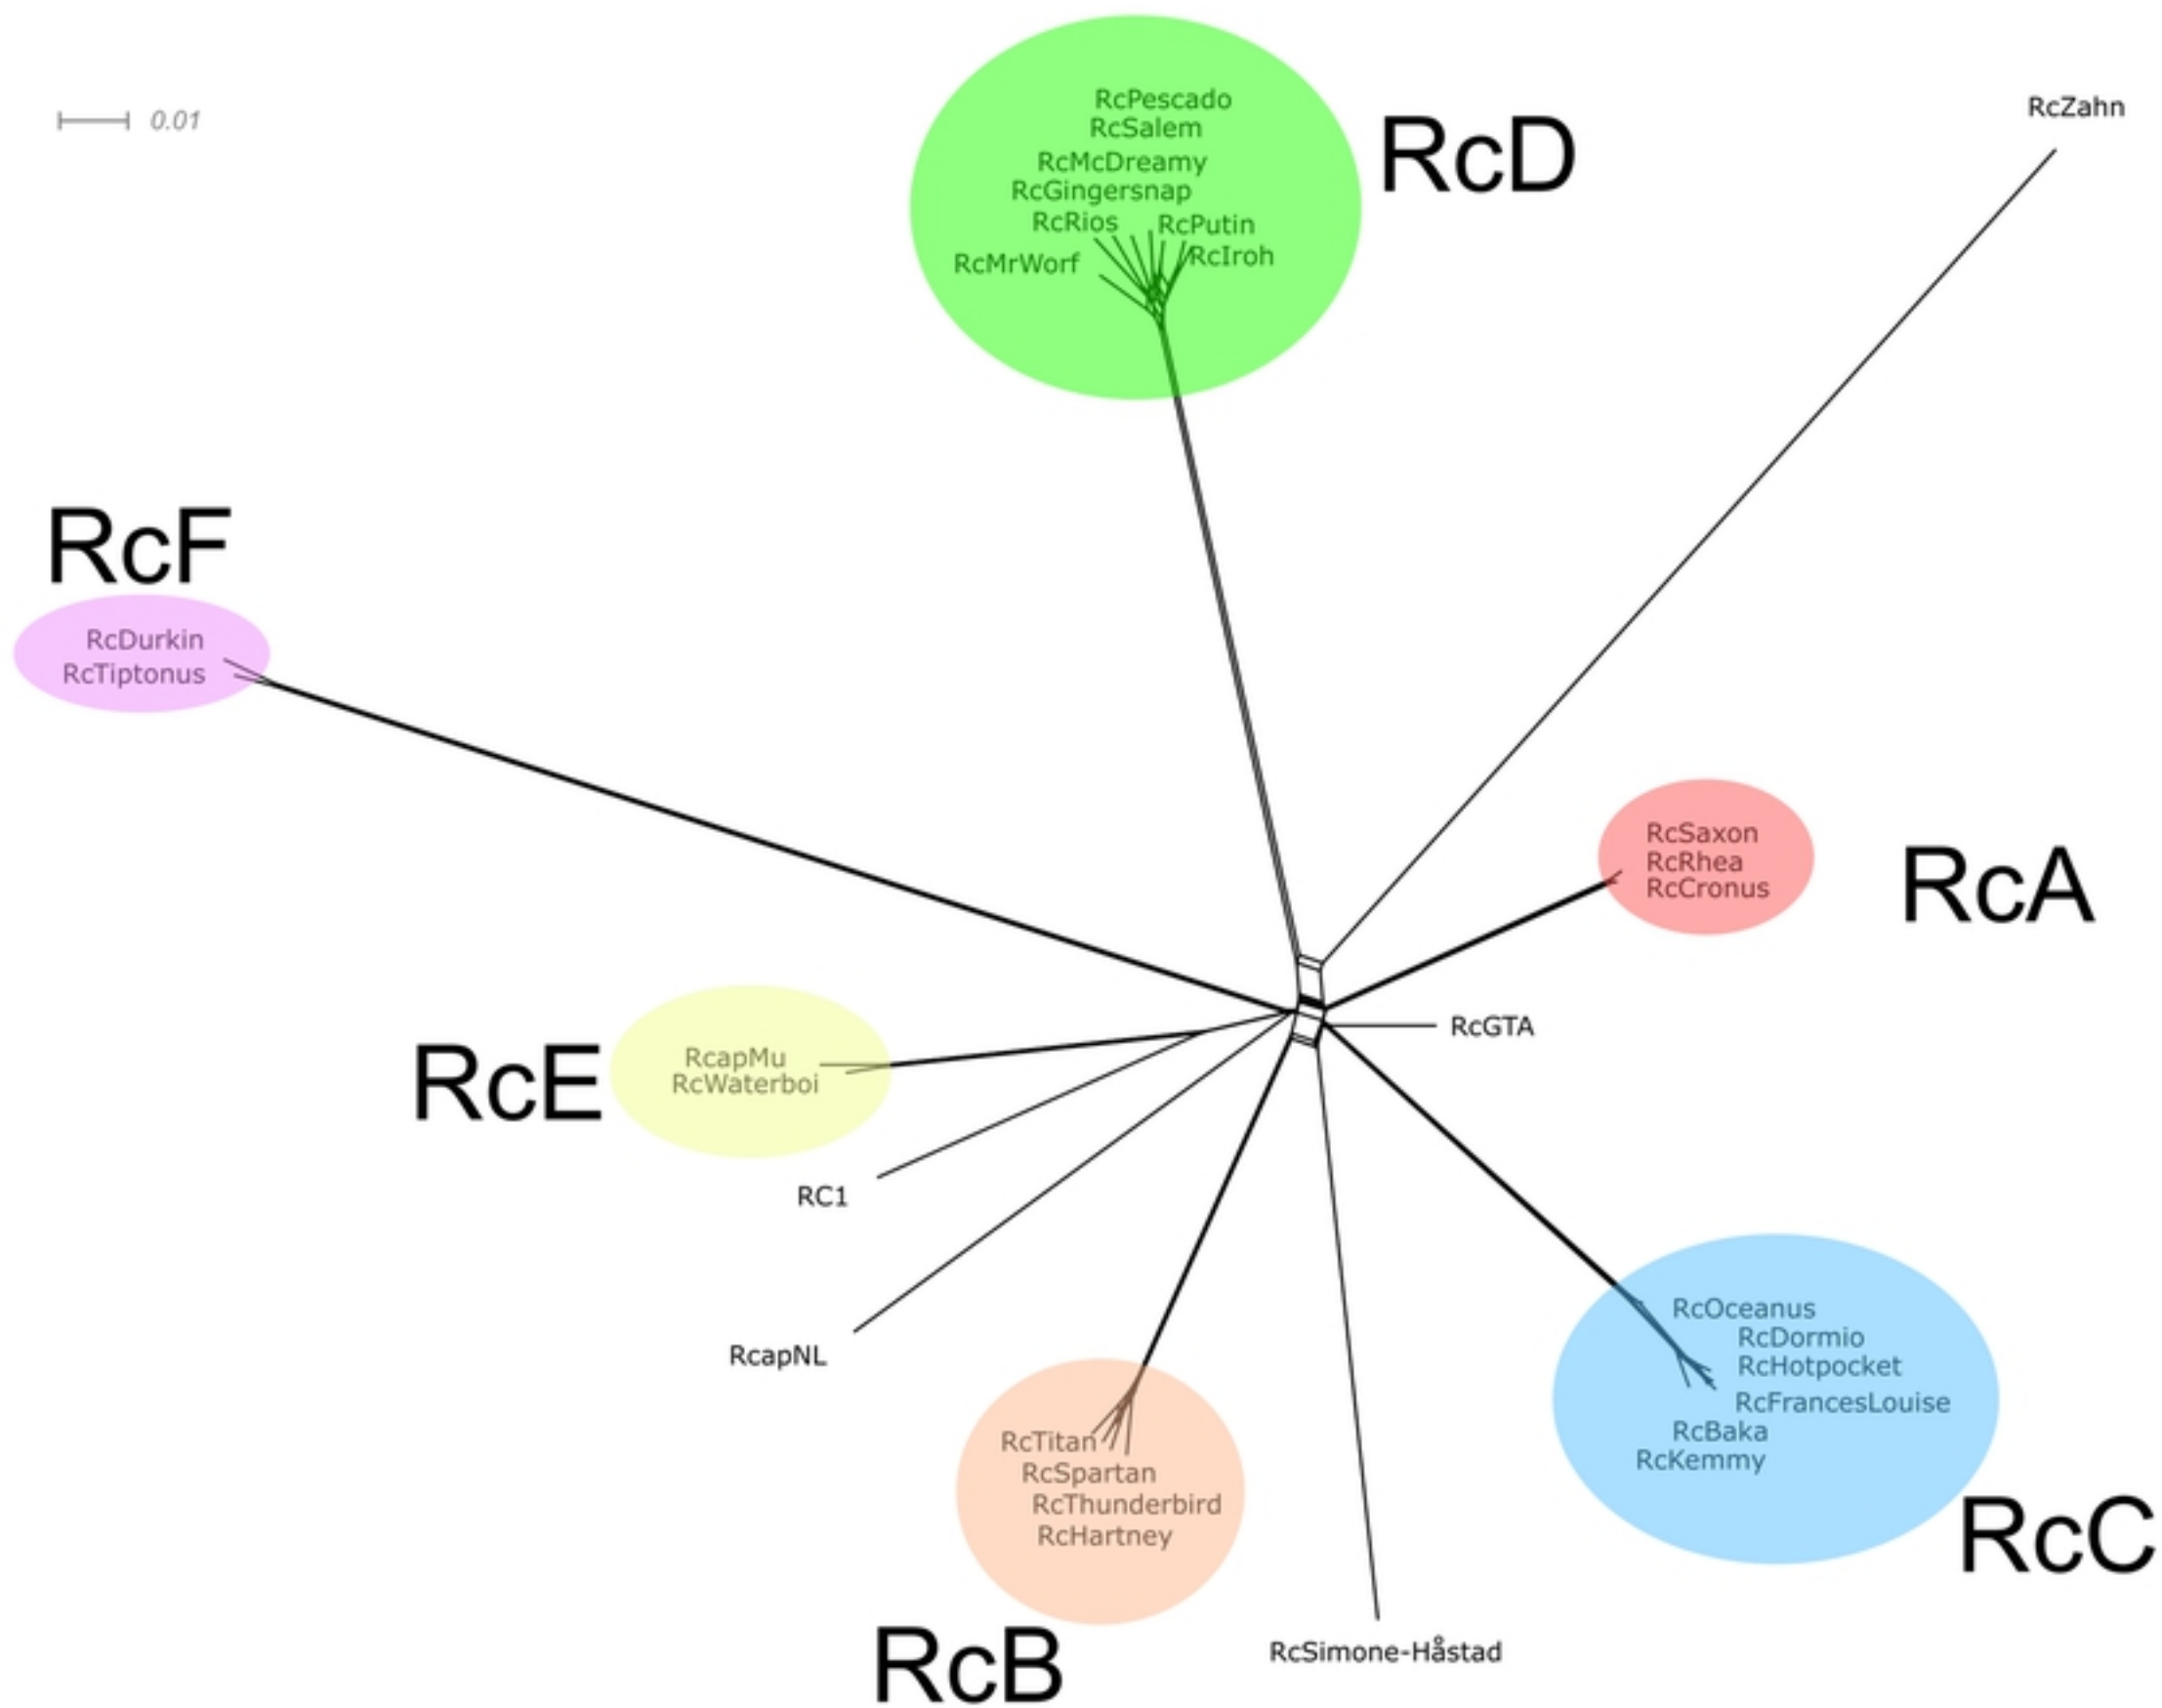 0.01
RcPescado
RcSalem
RcMcDreamy
RcGingersnap
RcRios
RcPutin
RcMrWorf
RcIroh
RcD
RcZahn
RcF
RcDurkin
RcTiptonus
RcSaxon
RcRhea
RcCronus
RcA
RcGTA
RcE
RcapMu
RcWaterboi
RC1
RcapNL
RcOceanus
RcDormio
RcHotpocket
RcFrancesLouise
RcBaka
RcKemmy
RcC
RcTitan
RcSpartan
RcThunderbird
RcHartney
RcB
RcSimone-Håstad